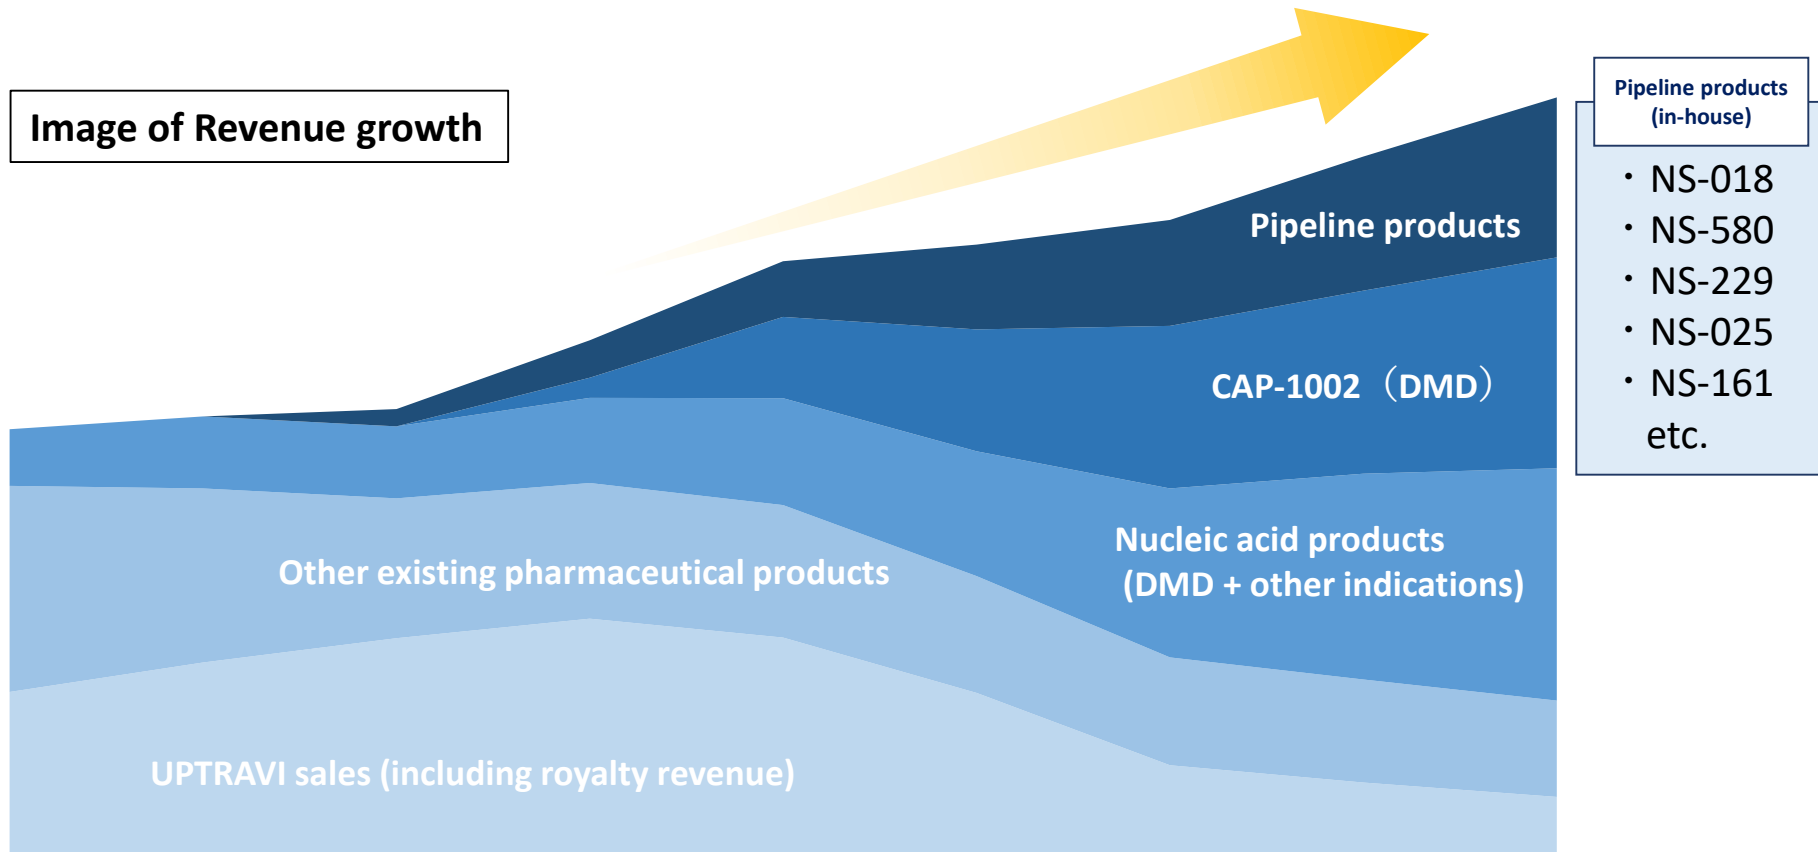 Image of Revenue growth
Pipeline products
(in-house)
・NS-018
・NS-580
・NS-229
・NS-025
・NS-161
etc.
Pipeline products
CAP-1002（DMD）
Nucleic acid products
(DMD + other indications)
Other existing pharmaceutical products
UPTRAVI sales (including royalty revenue)